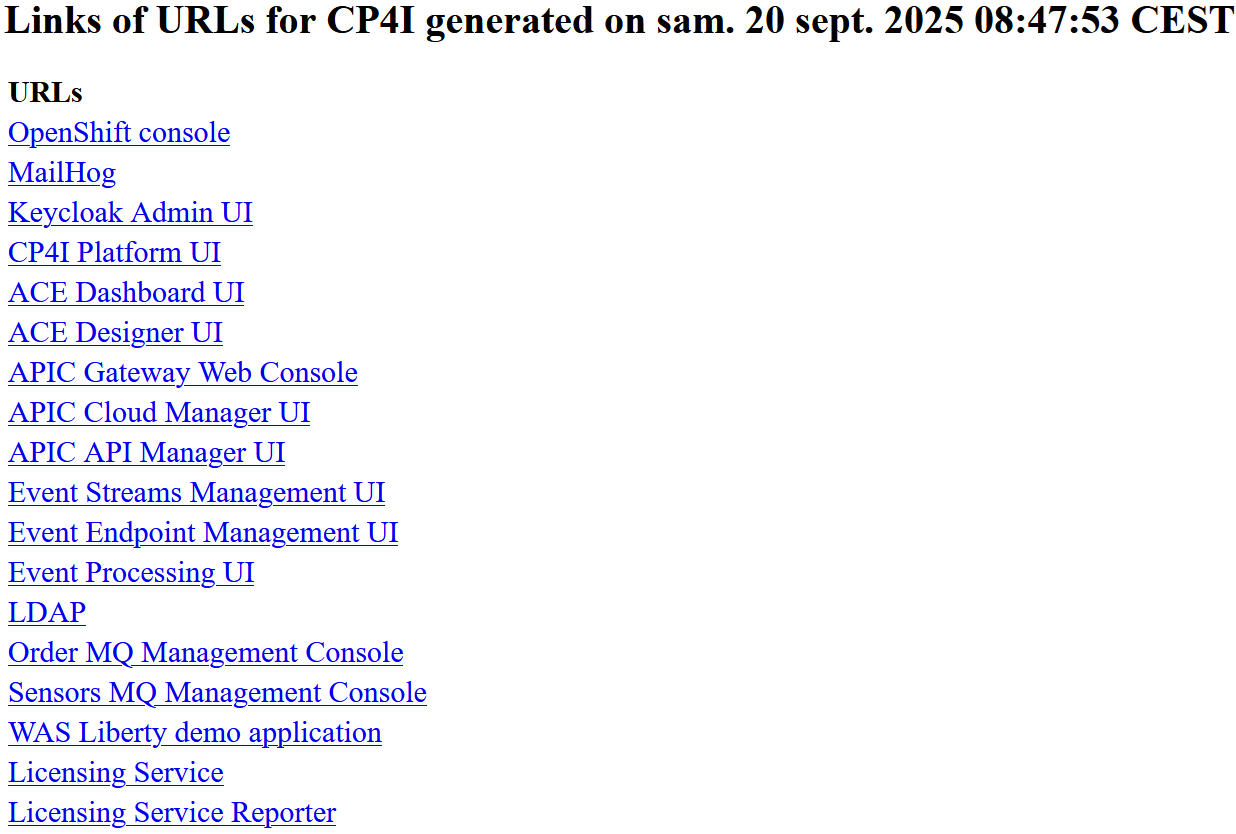 Links of URLs for CP4I generated on sam. 20 sept. 2025 08:47:53 CEST
URLs
OpenShift console
MailHog
Keycloak Admin UI
CP4I Platform UI
ACE Dashboard UI
ACE Designer UI
APIC Gateway Web Console
APIC Cloud Manager UI
APIC API Manager UI
Event Streams Management UI
Event Endpoint Management UI
Event Processing UI
LDAP
Order MQ Management Console
Sensors MQ Management Console
WAS Liberty demo application
Licensing Service
Licensing Service Reporter